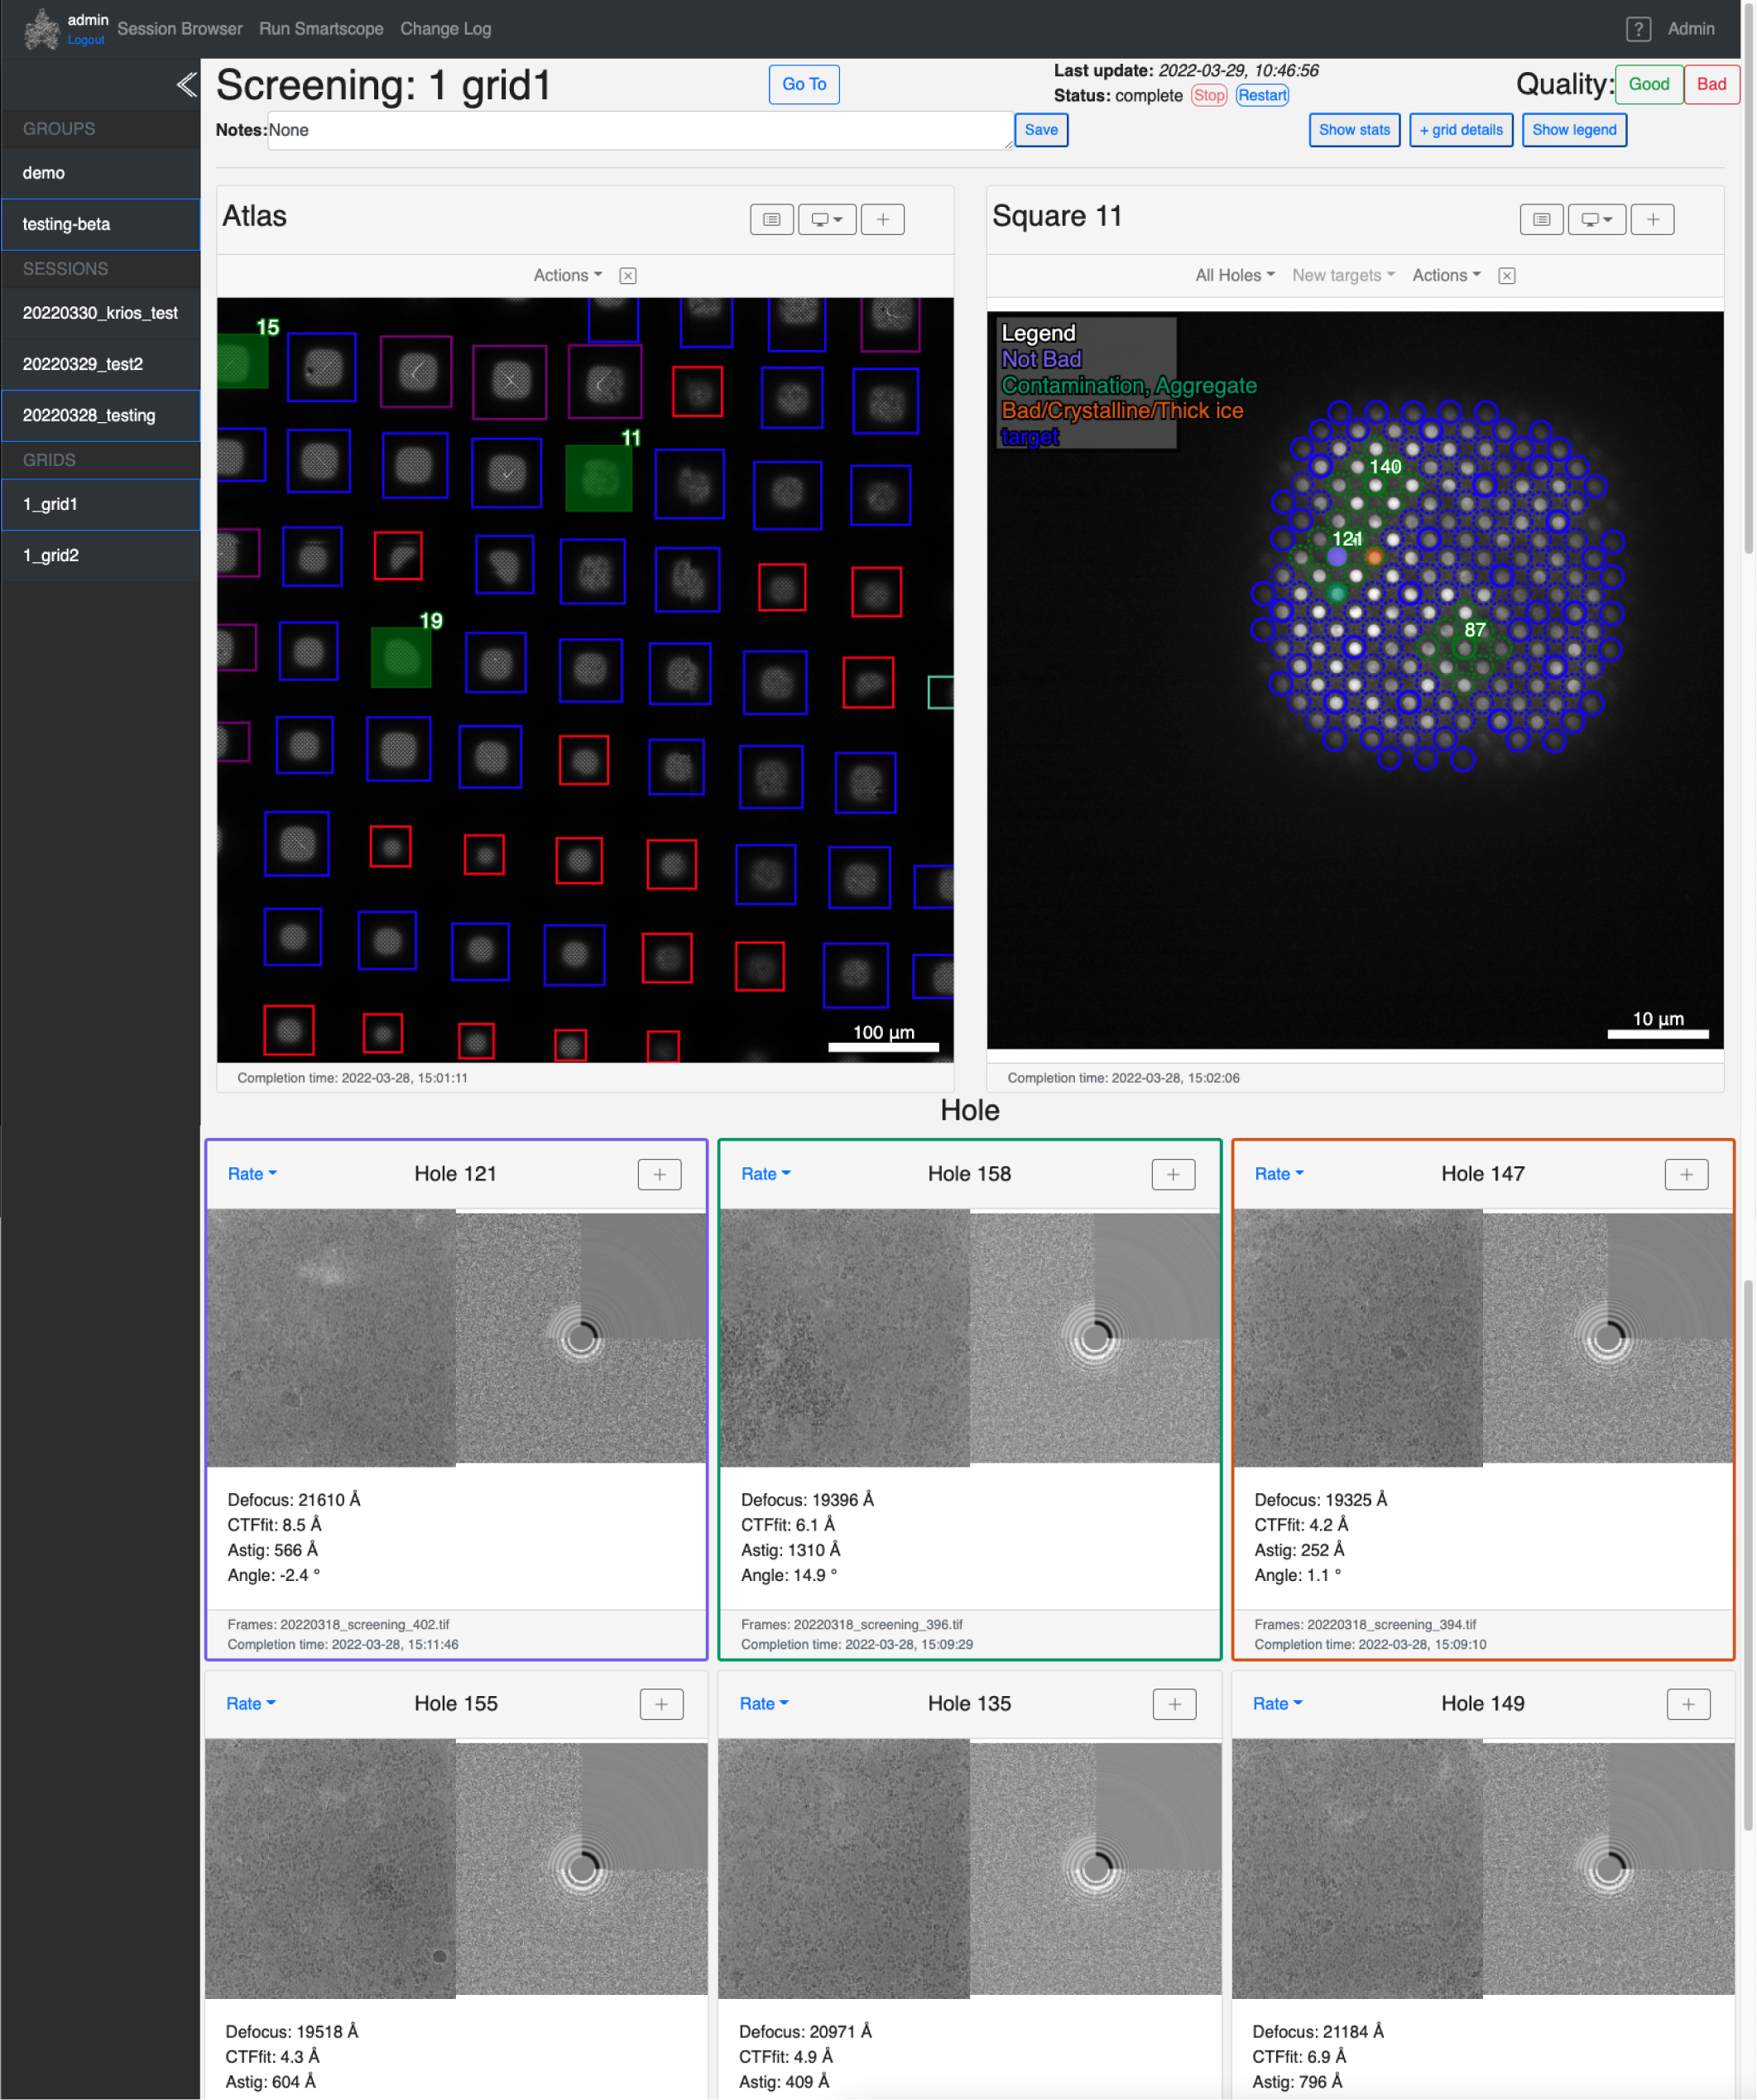 admin
Logout
Session Browser
Run Smartscope
Change Log
?
Admin
GROUPS
demo
testing-beta
SESSIONS
20220330_krios_test
20220329_test2
20220328_testing
GRIDS
1_grid1
1_grid2
Screening: 1 grid1
Go To
Last update: 2022-03-29, 10:46:56
Status: complete Stop Restart
Quality: Good Bad
Notes: None
Save
Show stats
+ grid details
Show legend
Atlas
Actions
15
11
19
100 µm
Completion time: 2022-03-28, 15:01:11
Square 11
All Holes
New targets
Actions
Legend
Not Bad
Contamination, Aggregate
Bad/Crystalline/Thick ice
target
140
121
87
10 µm
Completion time: 2022-03-28, 15:02:06
Hole
Rate
Hole 121
+
Defocus: 21610 Å
CTFfit: 8.5 Å
Astig: 566 Å
Angle: -2.4 °
Frames: 20220318_screening_402.tif
Completion time: 2022-03-28, 15:11:46
Rate
Hole 158
+
Defocus: 19396 Å
CTFfit: 6.1 Å
Astig: 1310 Å
Angle: 14.9 °
Frames: 20220318_screening_396.tif
Completion time: 2022-03-28, 15:09:29
Rate
Hole 147
+
Defocus: 19325 Å
CTFfit: 4.2 Å
Astig: 252 Å
Angle: 1.1 °
Frames: 20220318_screening_394.tif
Completion time: 2022-03-28, 15:09:10
Rate
Hole 155
+
Defocus: 19518 Å
CTFfit: 4.3 Å
Astig: 604 Å
Rate
Hole 135
+
Defocus: 20971 Å
CTFfit: 4.9 Å
Astig: 409 Å
Rate
Hole 149
+
Defocus: 21184 Å
CTFfit: 6.9 Å
Astig: 796 Å